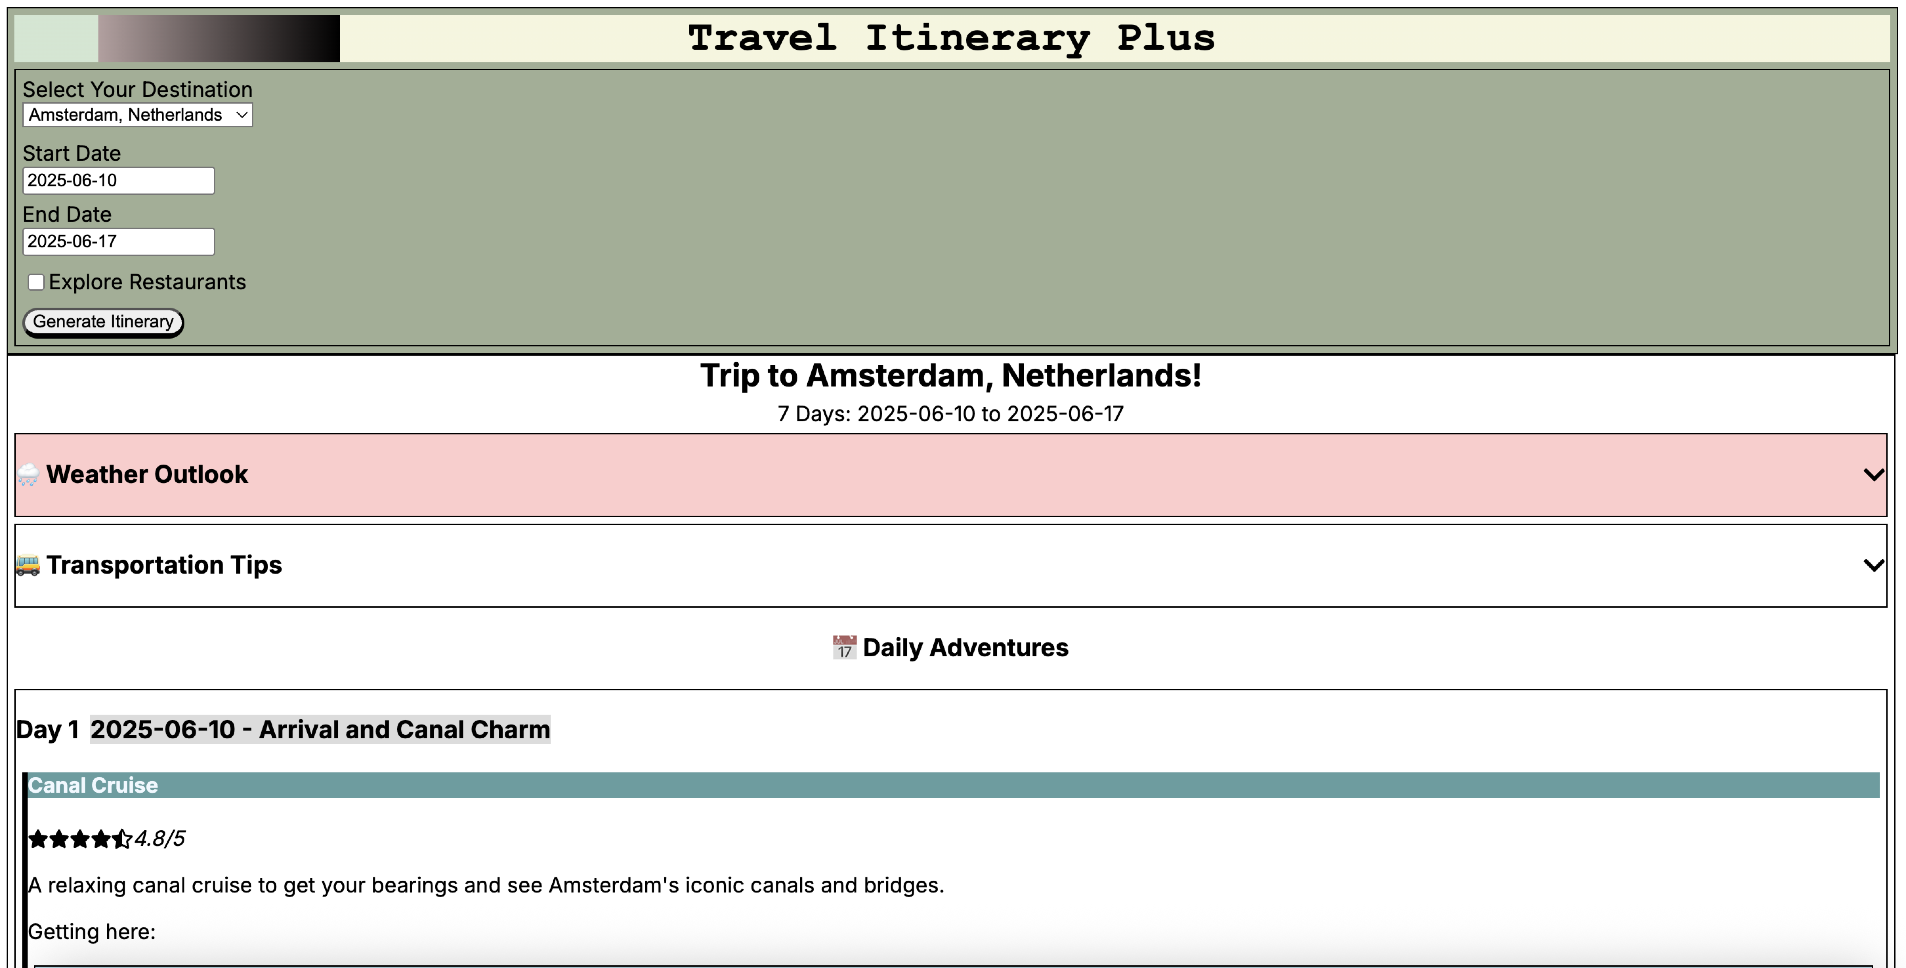 Travel Itinerary Plus
Select Your Destination
Amsterdam, Netherlands
Start Date
2025-06-10
End Date
2025-06-17
Explore Restaurants
Generate Itinerary
Trip to Amsterdam, Netherlands!
7 Days: 2025-06-10 to 2025-06-17
Weather Outlook
Transportation Tips
17 Daily Adventures
Day 1 2025-06-10 - Arrival and Canal Charm
Canal Cruise
4.8/5
A relaxing canal cruise to get your bearings and see Amsterdam's iconic canals and bridges.
Getting here: